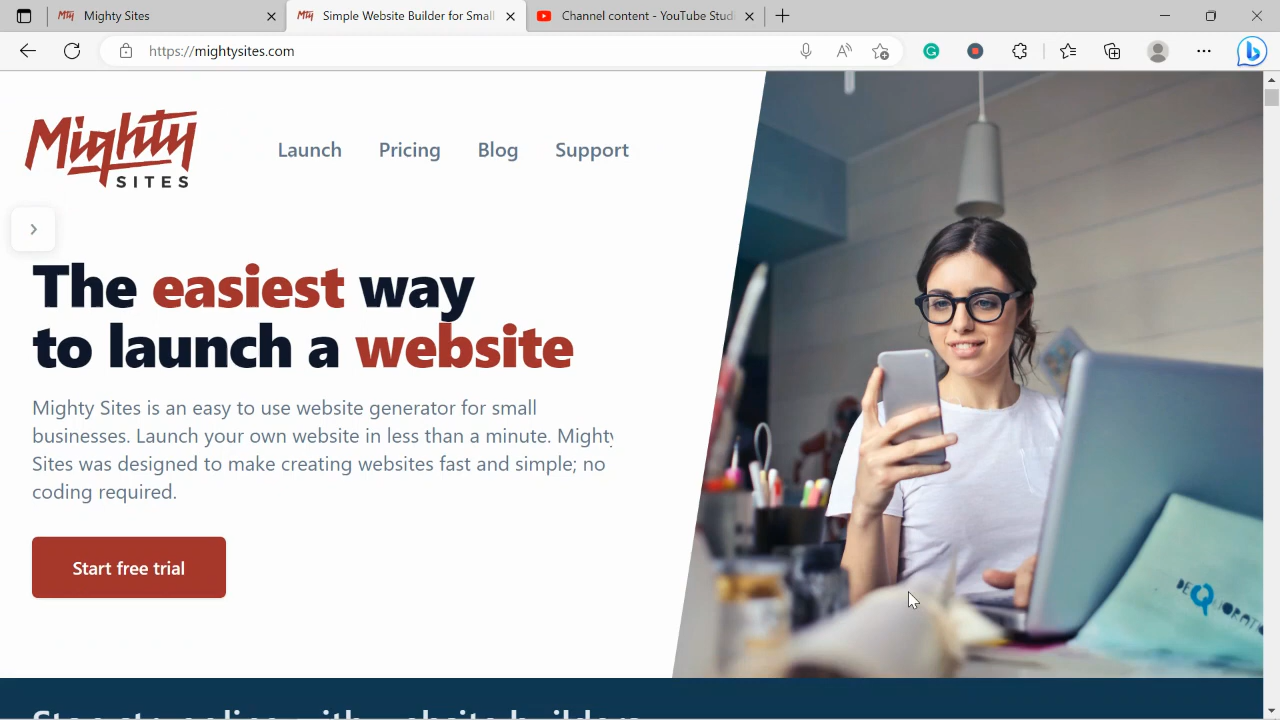 Mighty Sites
Simple Website Builder for Small
Channel content - YouTube Studi
https://mightysites.com
Mighty
SITES
Launch
Pricing
Blog
Support
The easiest way
to launch a website
Mighty Sites is an easy to use website generator for small
businesses. Launch your own website in less than a minute. Mighty
Sites was designed to make creating websites fast and simple; no
coding required.
Start free trial